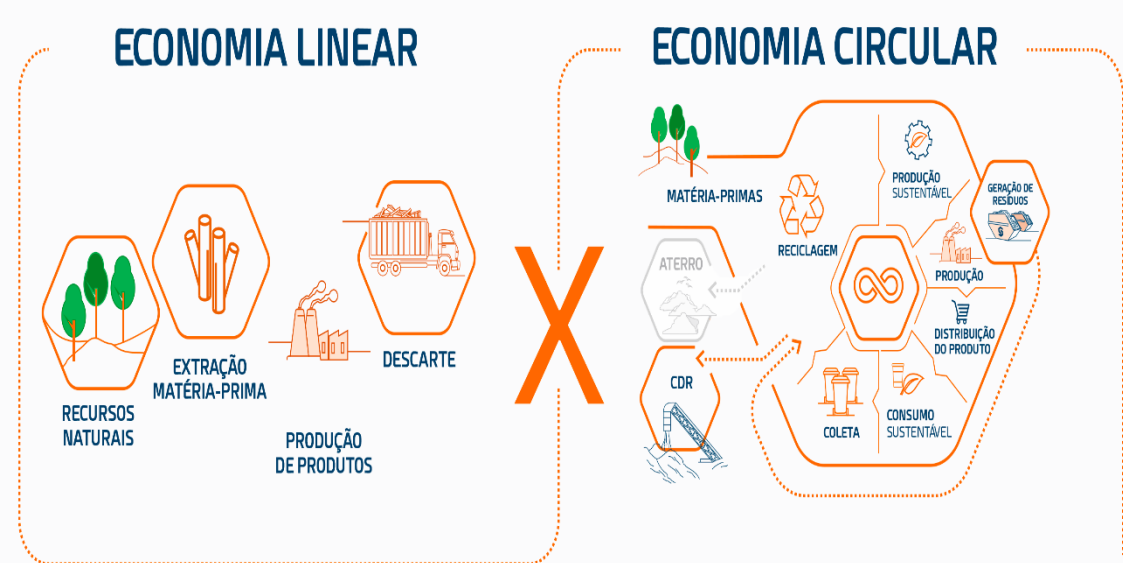 ECONOMIA LINEAR
RECURSOS
NATURAIS
EXTRAÇÃO
MATÉRIA-PRIMA
PRODUÇÃO
DE PRODUTOS
DESCARTE
X
ECONOMIA CIRCULAR
MATÉRIA-PRIMAS
PRODUÇÃO
SUSTENTÁVEL
GERAÇÃO DE
RESÍDUOS
RECICLAGEM
ATERRO
PRODUÇÃO
DISTRIBUIÇÃO
DO PRODUTO
CDR
COLETA
CONSUMO
SUSTENTÁVEL